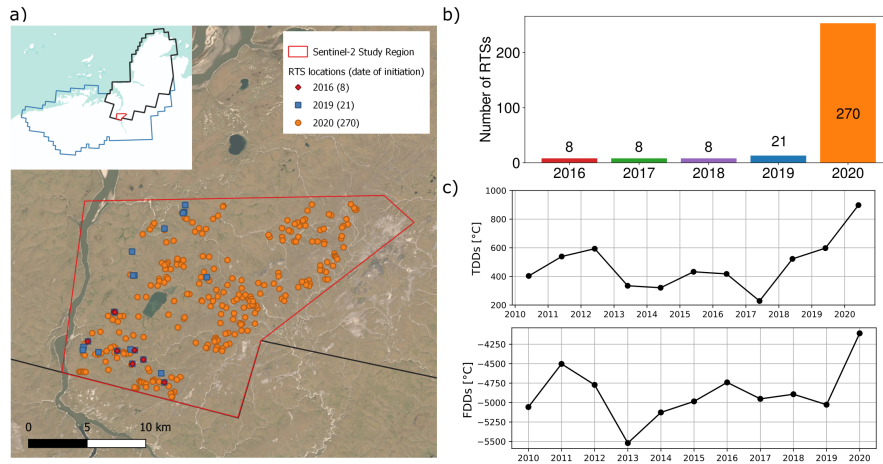 a)
Sentinel-2 Study Region
RTS locations (date of initiation)
2016 (8)
2019 (21)
2020 (270)
0 5 10 km
b)
Number of RTSs
200
100
0
8 8 8 21 270
2016 2017 2018 2019 2020
c)
TDDs [°C]
1000
800
600
400
200
2010 2011 2012 2013 2014 2015 2016 2017 2018 2019 2020
FDDs [°C]
−4250
−4500
−4750
−5000
−5250
−5500
2010 2011 2012 2013 2014 2015 2016 2017 2018 2019 2020